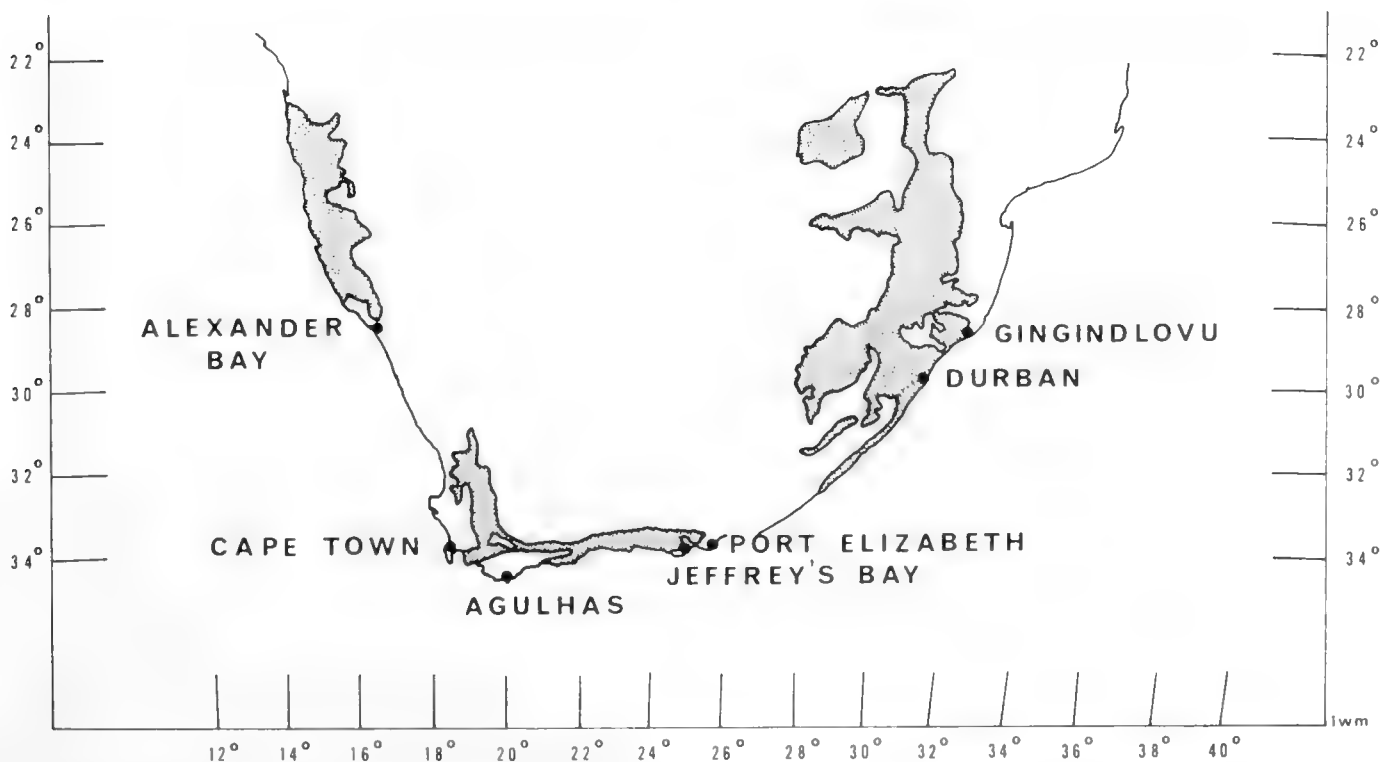 22° 22°
24° 24°
26° 26°
28° 28°
ALEXANDER
BAY
GINGINDLOVU
30° DURBAN 30°
32° 32°
CAPE TOWN PORT ELIZABETH
34° JEFFREY'S BAY 34°
AGULHAS
iwm
12° 14° 16° 18° 20° 22° 24° 26° 28° 30° 32° 34° 36° 38° 40°